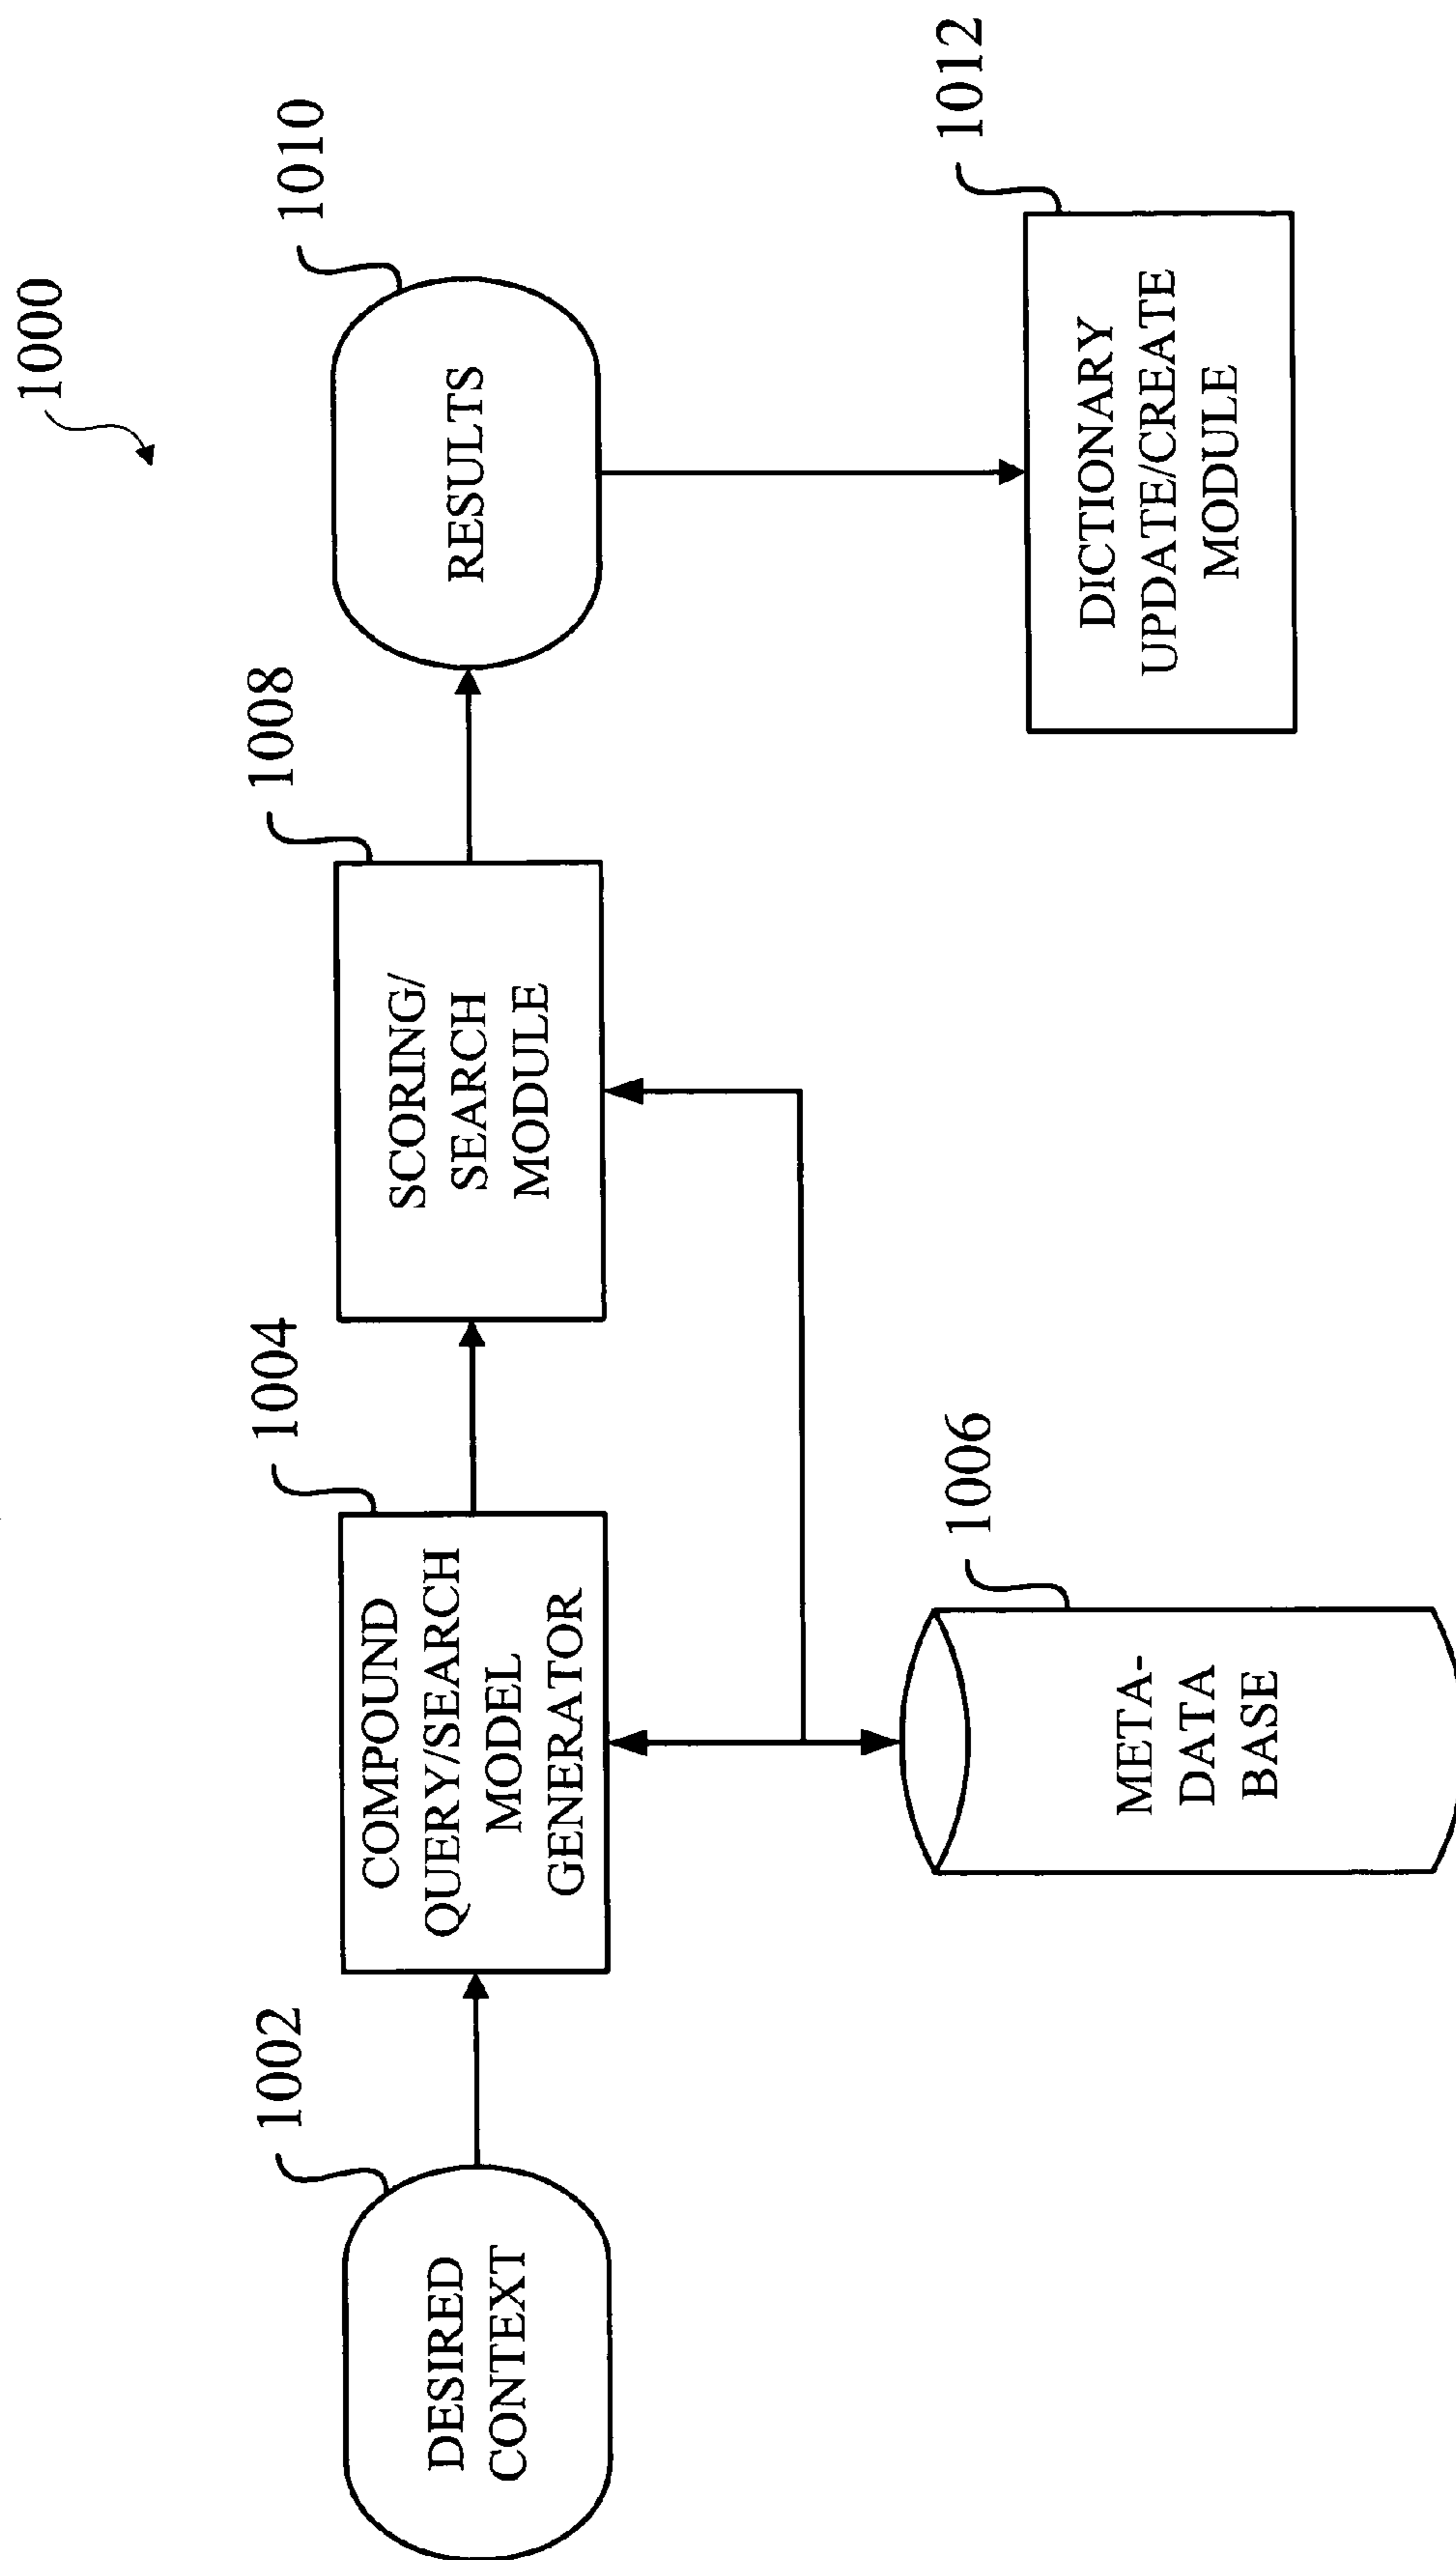 1000
1002
DESIRED
CONTEXT
1004
COMPOUND
QUERY/SEARCH
MODEL
GENERATOR
1008
SCORING/
SEARCH
MODULE
1010
RESULTS
1006
META-
DATA
BASE
1012
DICTIONARY
UPDATE/CREATE
MODULE